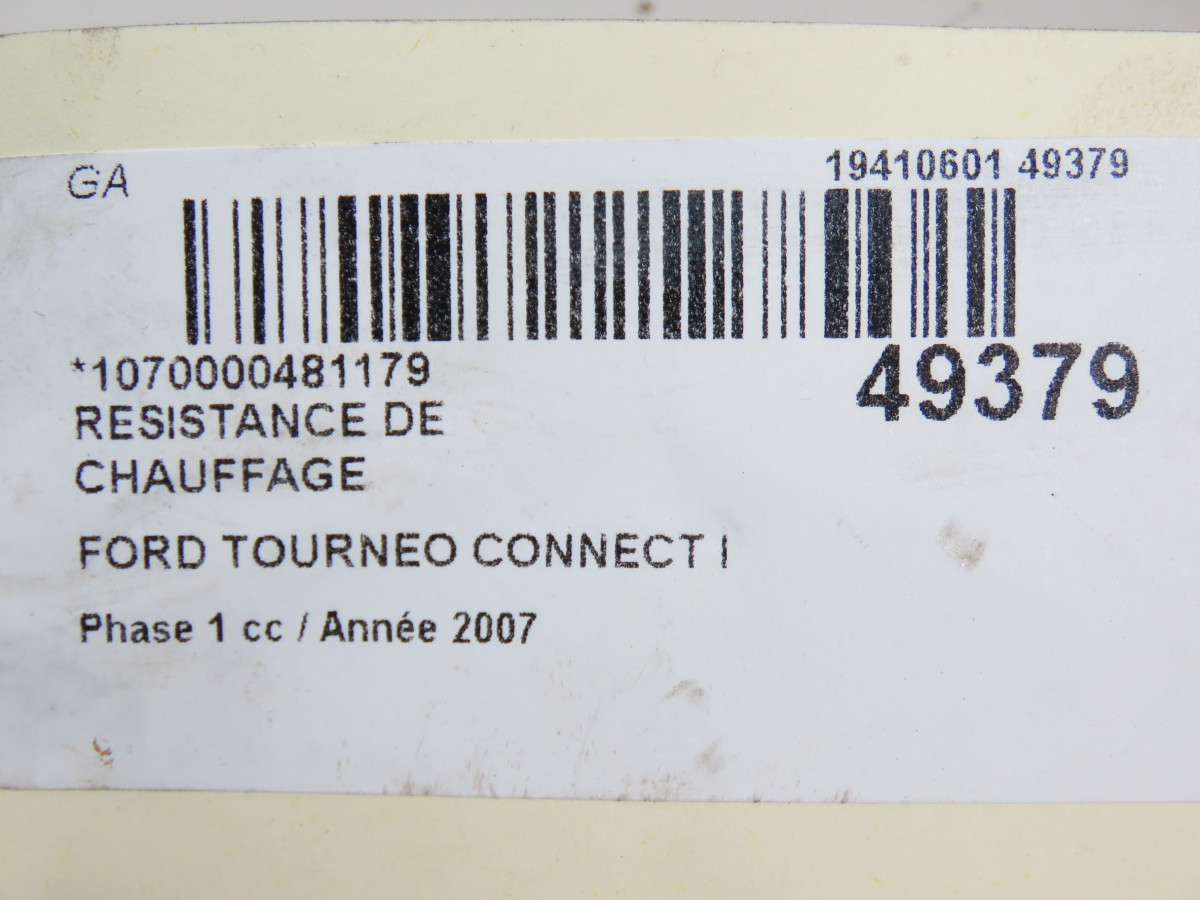 GA
19410601 49379
*1070000481179
49379
RESISTANCE DE
CHAUFFAGE
FORD TOURNEO CONNECT I
Phase 1 cc / Année 2007